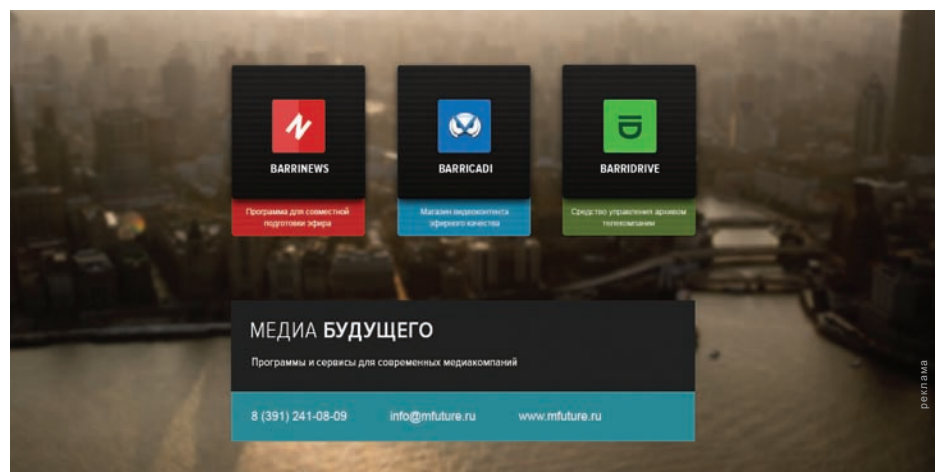 BARRINEWS
Программа для совместной
подготовки эфира
BARRICADI
Магазин видеоконтента
эфирного качества
BARRIDRIVE
Средство управления архивом
телекомпании
МЕДИА БУДУЩЕГО
Программы и сервисы для современных медиакомпаний
8 (391) 241-08-09 info@mfuture.ru www.mfuture.ru
реклама